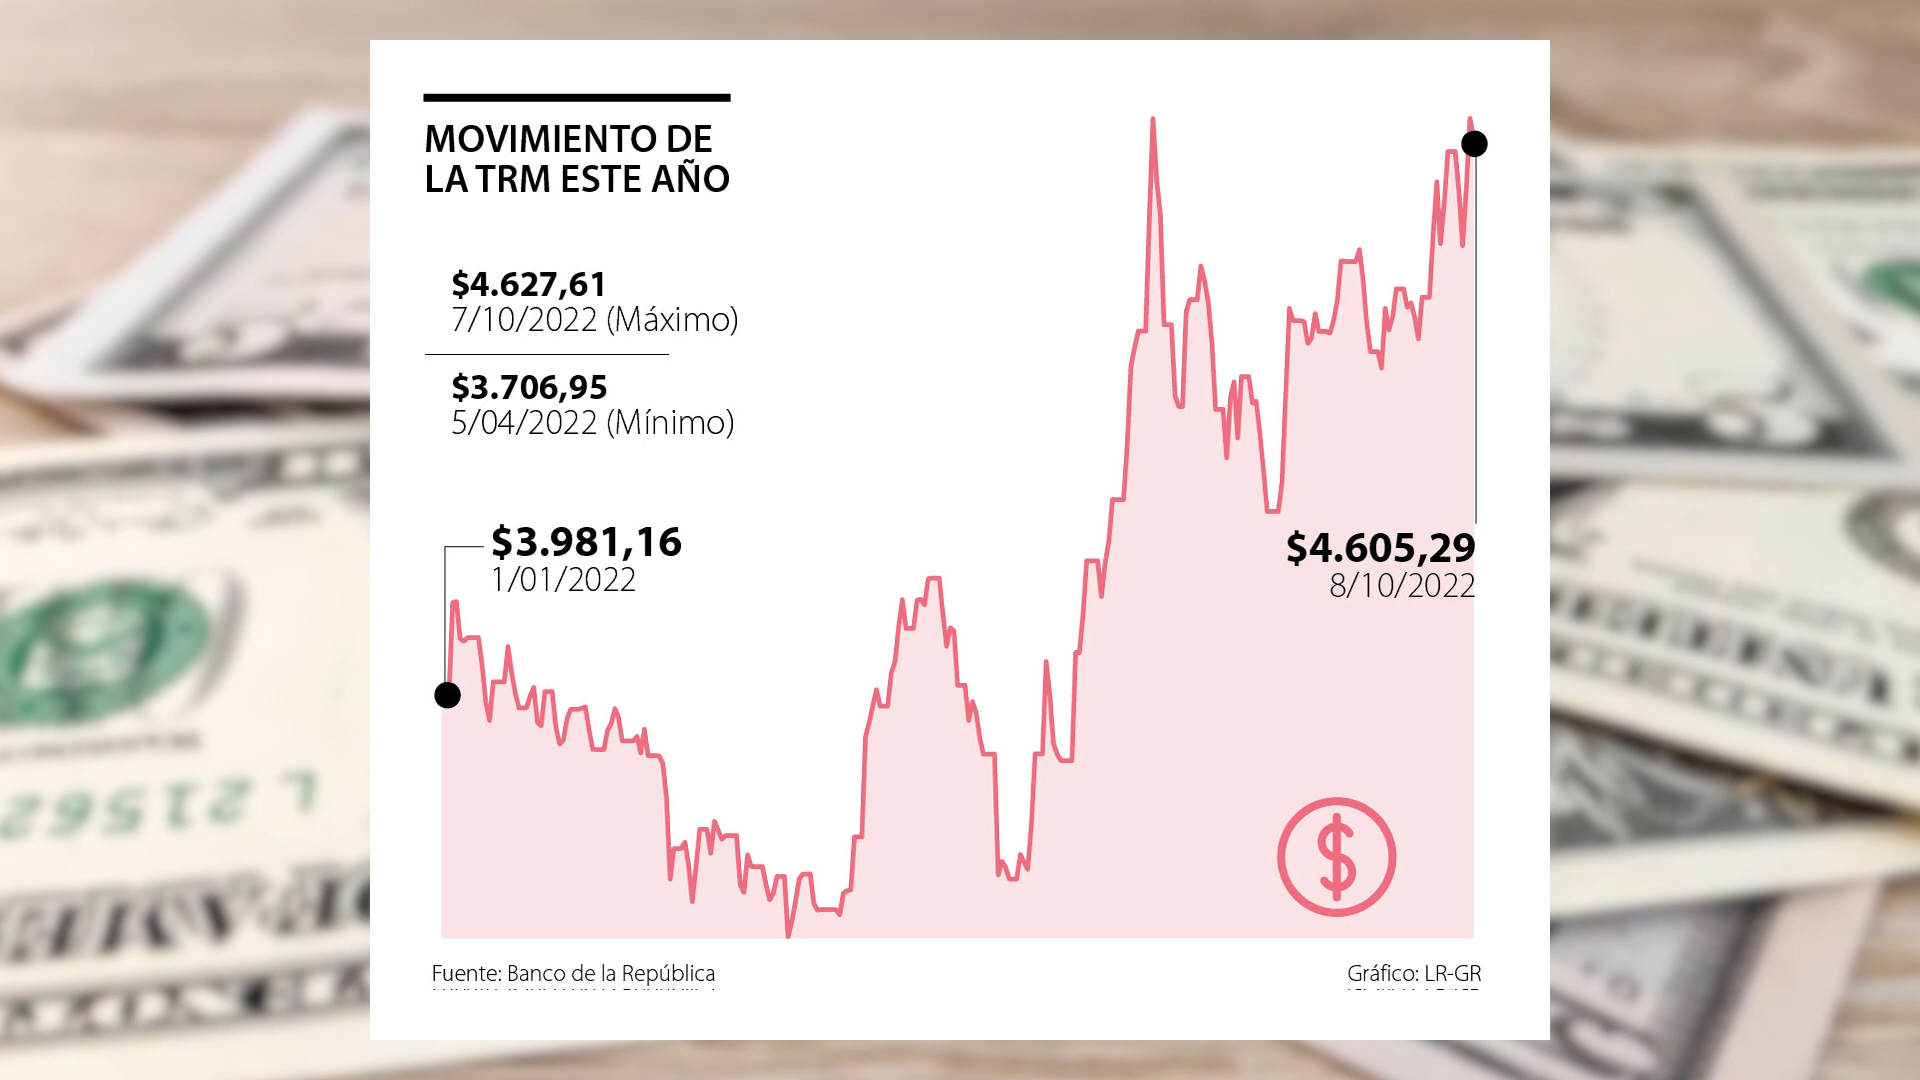 MOVIMIENTO DE
LA TRM ESTE AÑO
$4.627,61
7/10/2022 (Máximo)
$3.706,95
5/04/2022 (Mínimo)
$3.981,16
1/01/2022
$4.605,29
8/10/2022
$
Fuente: Banco de la República
Gráfico: LR-GR
L 21562